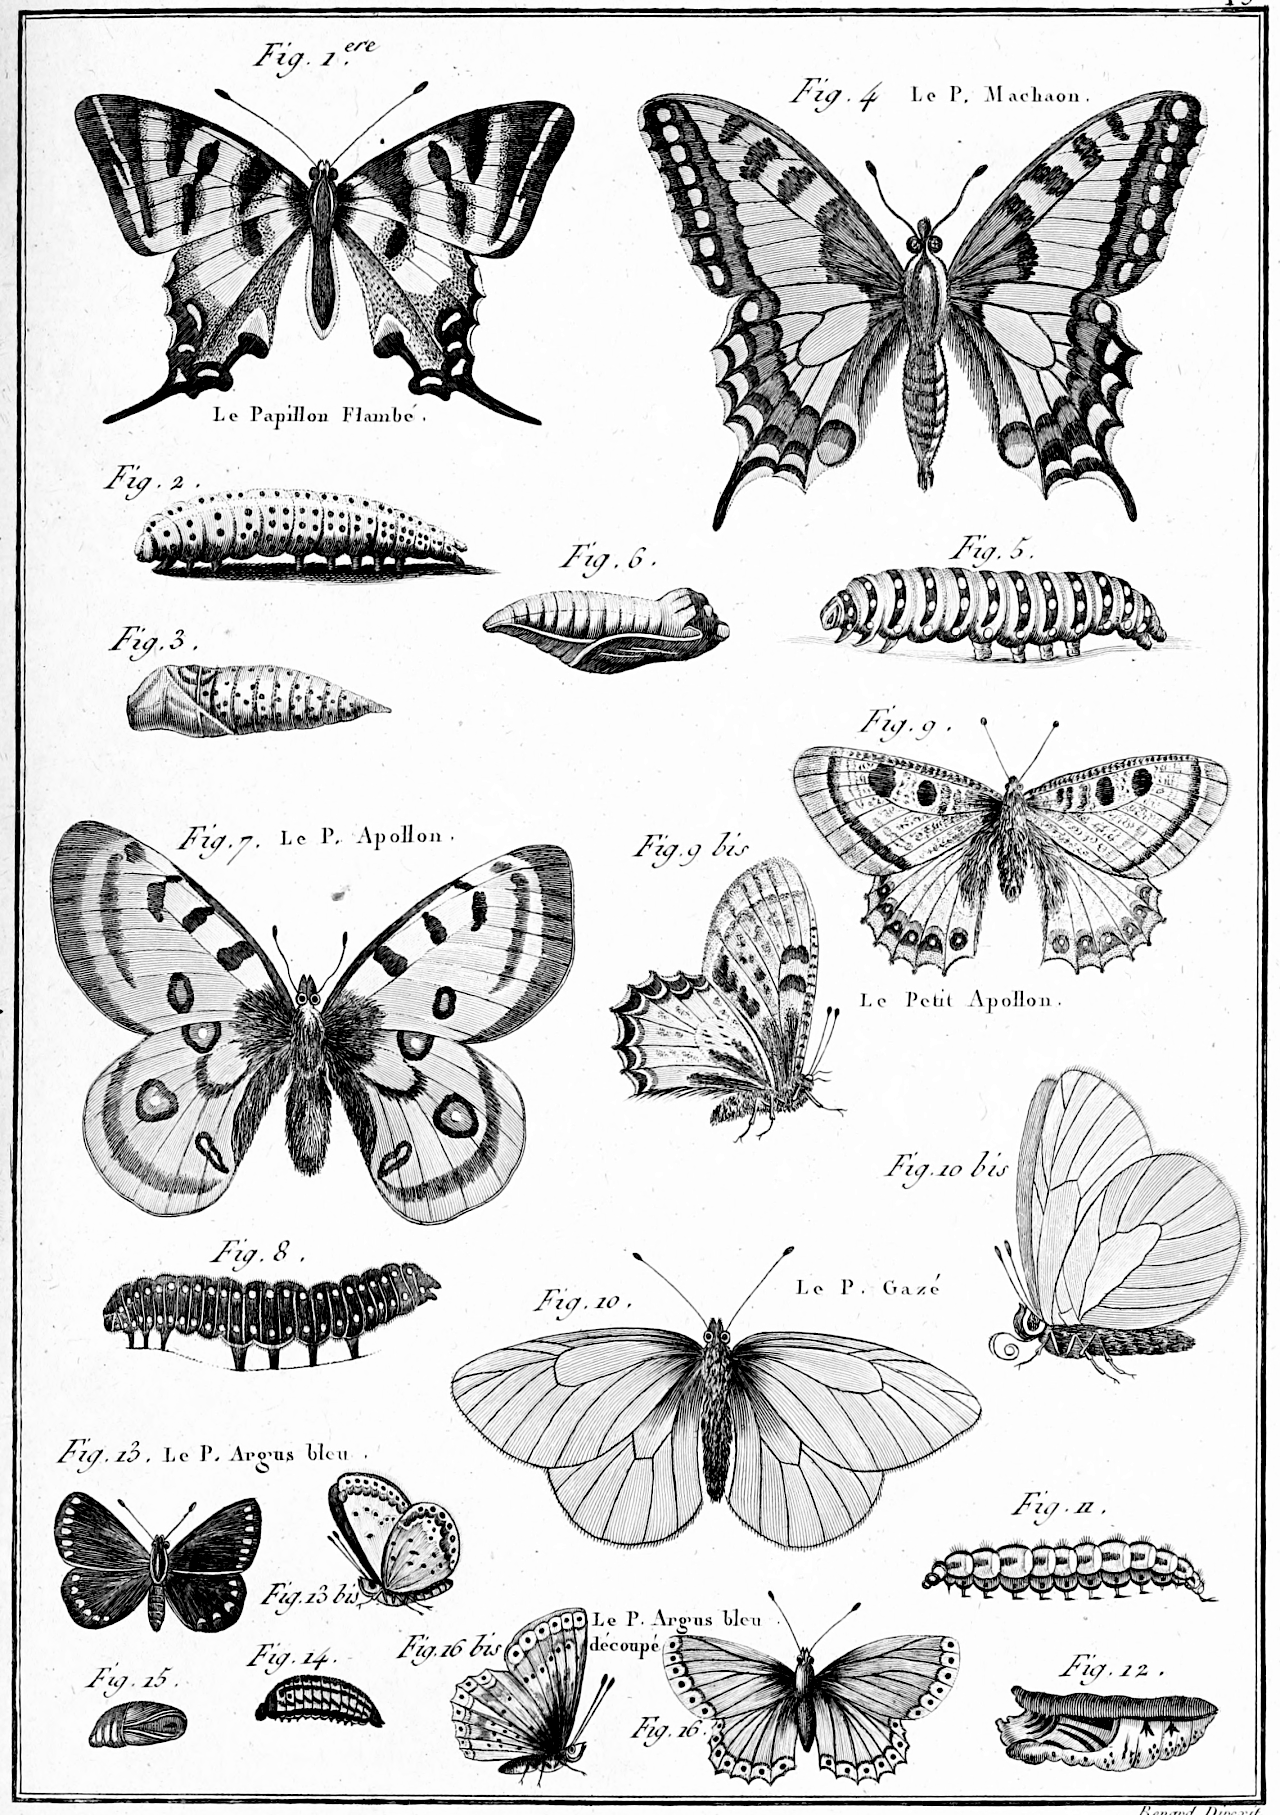 Fig. 1.ere
Fig. 4 Le P. Machaon.
Le Papillon Flambé.
Fig. 2.
Fig. 6.
Fig. 5.
Fig. 3.
Fig. 9.
Fig. 7. Le P. Apollon.
Fig. 9 bis
Le Petit Apollon.
Fig. 10 bis
Fig. 8.
Le P. Gazé
Fig. 10.
Fig. 13. Le P. Argus bleu.
Fig. 11.
Fig. 13 bis
Le P. Argus bleu
découpé
Fig. 16 bis
Fig. 14.
Fig. 12.
Fig. 15.
Fig. 16.
Benard Direxit